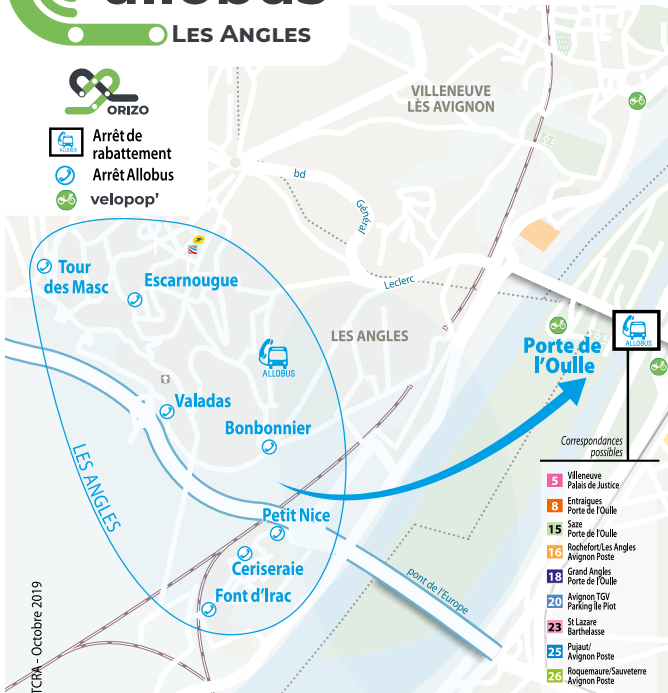 allobus
LES ANGLES
ORIZO
ALLOBUS
Arrêt de
rabattement
Arrêt Allobus
velopop'
VILLENEUVE
LÈS AVIGNON
bd
Général
Leclerc
Tour
des Masc
Escarnougue
LES ANGLES
ALLOBUS
ALLOBUS
Porte de
l'Oulle
Valadas
Bonbonnier
LES ANGLES
Petit Nice
Ceriseraie
Font d'Irac
pont de l'Europe
Correspondances
possibles
5 Villeneuve
Palais de Justice
8 Entraigues
Porte de l'Oulle
15 Saze
Porte de l'Oulle
16 Rochefort/Les Angles
Avignon Poste
18 Grand Angles
Porte de l'Oulle
20 Avignon TGV
Parking Île Piot
23 St Lazare
Barthelasse
25 Pujaut/
Avignon Poste
26 Roquemaure/Sauveterre
Avignon Poste
TCRA - Octobre 2019